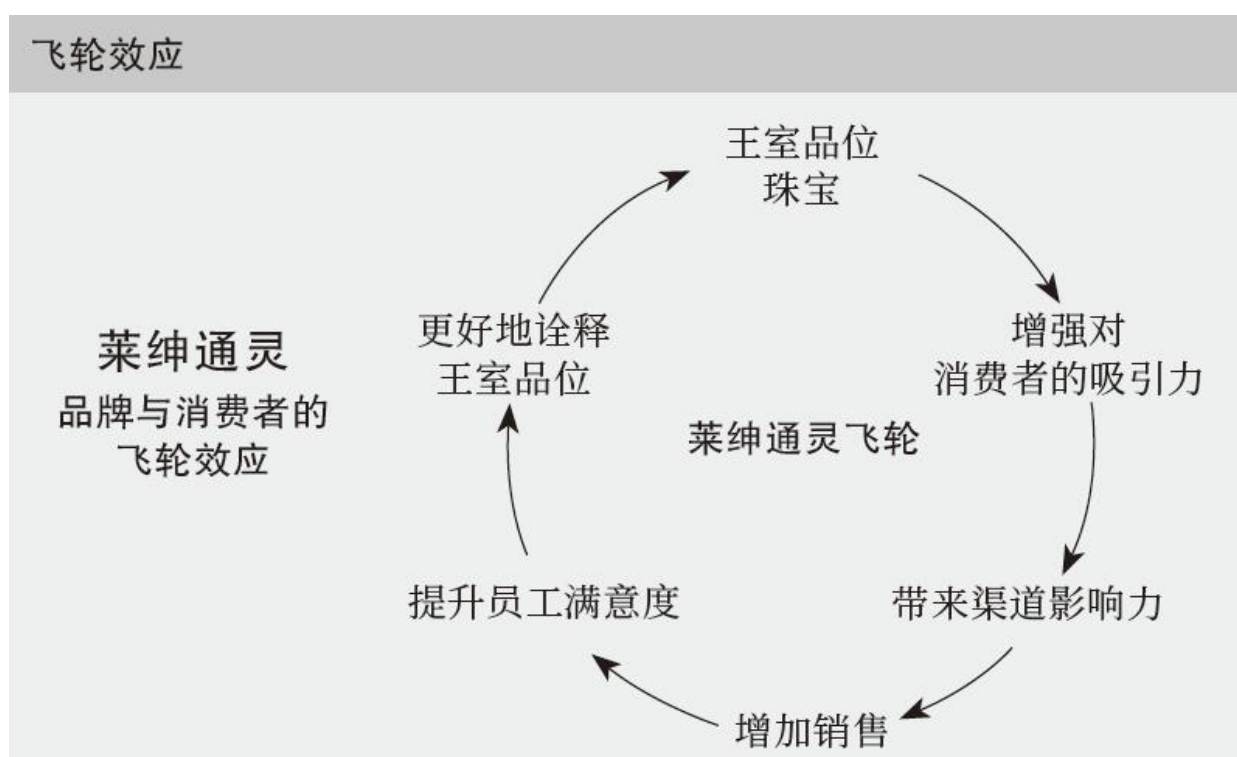 飞轮效应
王室品位
珠宝
更好地诠释
王室品位
增强对
消费者的吸引力
莱绅通灵
品牌与消费者的
飞轮效应
莱绅通灵飞轮
提升员工满意度
带来渠道影响力
增加销售